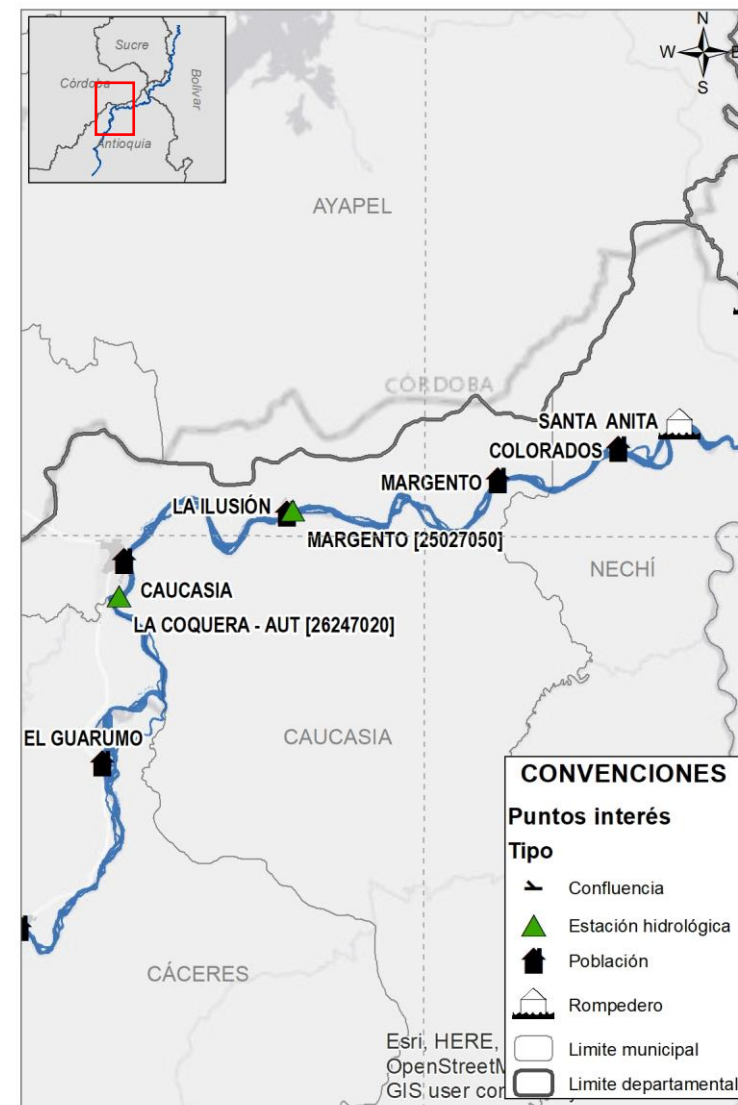 Sucre
Córdoba
Bolívar
Antioquia
N
W
E
S
AYAPEL
CÓRDOBA
SANTA ANITA
COLORADOS
MARGENTO
LA ILUSIÓN
MARGENTO [25027050]
NECHÍ
CAUCASIA
LA COQUERA - AUT [26247020]
EL GUARUMO
CAUCASIA
CÁCERES
CONVENCIONES
Puntos interés
Tipo
Confluencia
Estación hidrológica
Población
Rompedero
Limite municipal
Limite departamental
Esri, HERE,
OpenStreetM
GIS user con